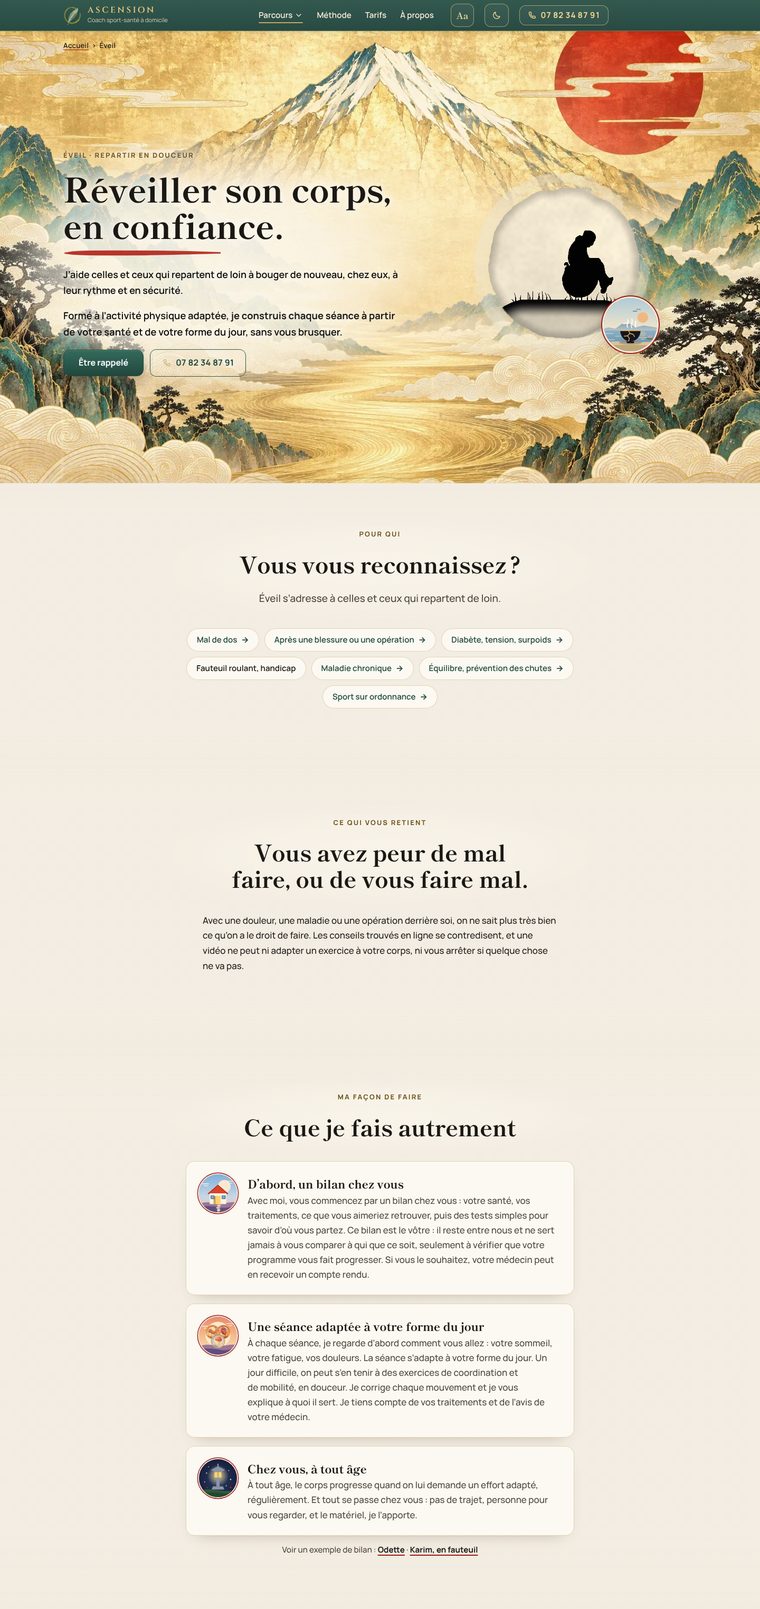 ASCENSION
Coach sport-santé à domicile
Parcours
Méthode
Tarifs
À propos
Aa
07 82 34 87 91
Accueil › Éveil
ÉVEIL · REPARTIR EN DOUCEUR
Réveiller son corps,
en confiance.
J'aide celles et ceux qui repartent de loin à bouger de nouveau, chez eux, à
leur rythme et en sécurité.
Formé à l'activité physique adaptée, je construis chaque séance à partir
de votre santé et de votre forme du jour, sans vous brusquer.
Être rappelé
07 82 34 87 91
POUR QUI
Vous vous reconnaissez ?
Éveil s'adresse à celles et ceux qui repartent de loin.
Mal de dos →
Après une blessure ou une opération →
Diabète, tension, surpoids →
Fauteuil roulant, handicap
Maladie chronique →
Équilibre, prévention des chutes →
Sport sur ordonnance →
CE QUI VOUS RETIENT
Vous avez peur de mal
faire, ou de vous faire mal.
Avec une douleur, une maladie ou une opération derrière soi, on ne sait plus très bien
ce qu'on a le droit de faire. Les conseils trouvés en ligne se contredisent, et une
vidéo ne peut ni adapter un exercice à votre corps, ni vous arrêter si quelque chose
ne va pas.
MA FAÇON DE FAIRE
Ce que je fais autrement
D'abord, un bilan chez vous
Avec moi, vous commencez par un bilan chez vous : votre santé, vos
traitements, ce que vous aimeriez retrouver, puis des tests simples pour
savoir d'où vous partez. Ce bilan est le vôtre : il reste entre nous et ne sert
jamais à vous comparer à qui que ce soit, seulement à vérifier que votre
programme vous fait progresser. Si vous le souhaitez, votre médecin peut
en recevoir un compte rendu.
Une séance adaptée à votre forme du jour
À chaque séance, je regarde d'abord comment vous allez : votre sommeil,
votre fatigue, vos douleurs. La séance s'adapte à votre forme du jour. Un
jour difficile, on peut s'en tenir à des exercices de coordination et
de mobilité, en douceur. Je corrige chaque mouvement et je vous
explique à quoi il sert. Je tiens compte de vos traitements et de l'avis de
votre médecin.
Chez vous, à tout âge
À tout âge, le corps progresse quand on lui demande un effort adapté,
régulièrement. Et tout se passe chez vous : pas de trajet, personne pour
vous regarder, et le matériel, je l'apporte.
Voir un exemple de bilan : Odette · Karim, en fauteuil